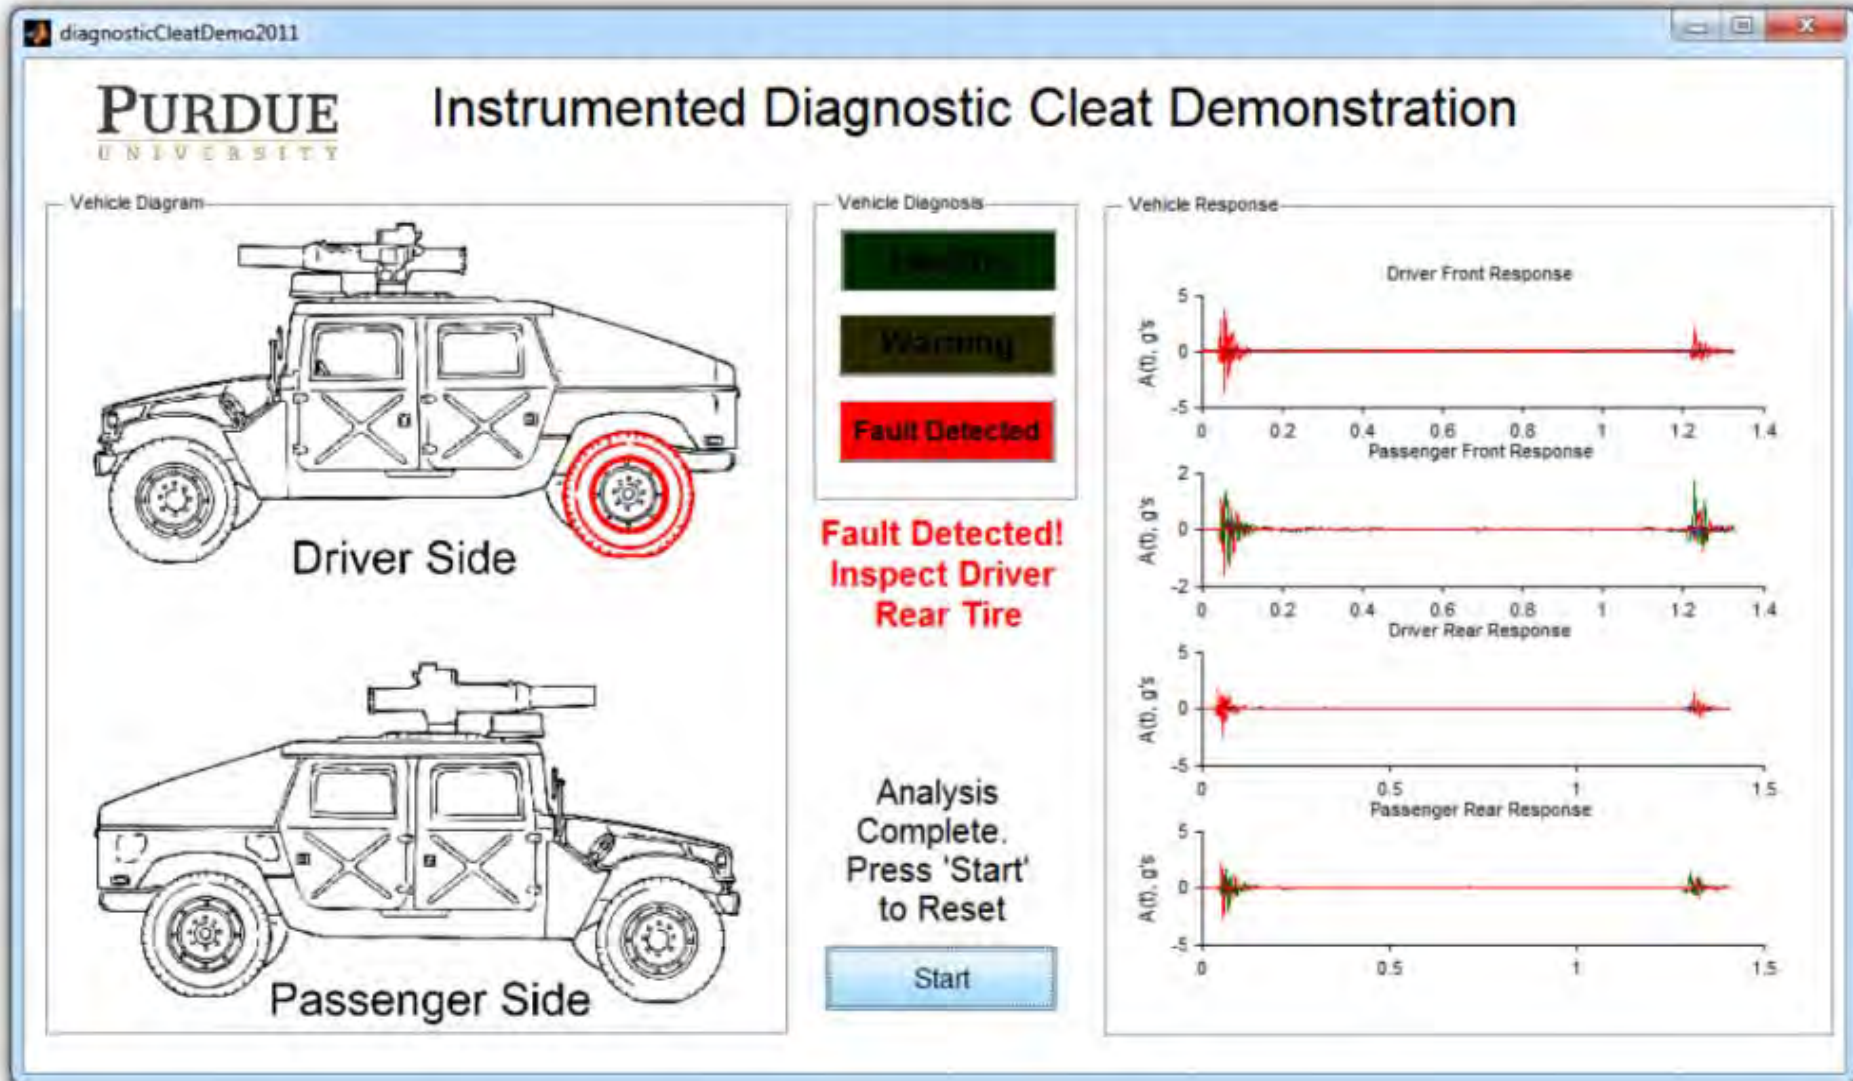 diagnosticCleatDemo2011
PURDUE
UNIVERSITY
Instrumented Diagnostic Cleat Demonstration
Vehicle Diagram
Driver Side
Passenger Side
Vehicle Diagnosis
Warning
Fault Detected
Fault Detected!
Inspect Driver
Rear Tire
Analysis
Complete.
Press 'Start'
to Reset
Start
Vehicle Response
Driver Front Response
A(t), g's
5
0
-5
0 0.2 0.4 0.6 0.8 1 1.2 1.4
Passenger Front Response
A(t), g's
2
0
-2
0 0.2 0.4 0.6 0.8 1 1.2 1.4
Driver Rear Response
A(t), g's
5
0
-5
0 0.5 1 1.5
Passenger Rear Response
A(t), g's
5
0
-5
0 0.5 1 1.5